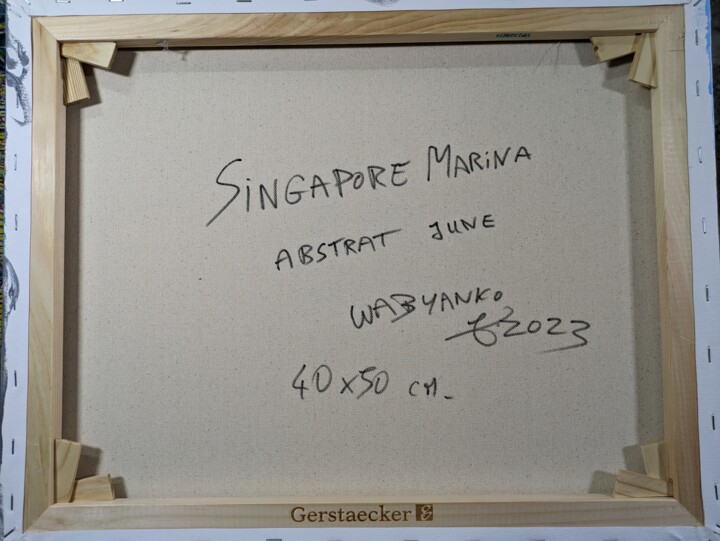 SiNGAPORE MARiNA
ABSTRAT JUNE
WABYANKO
2023
40x50 CM.
Gerstaecker